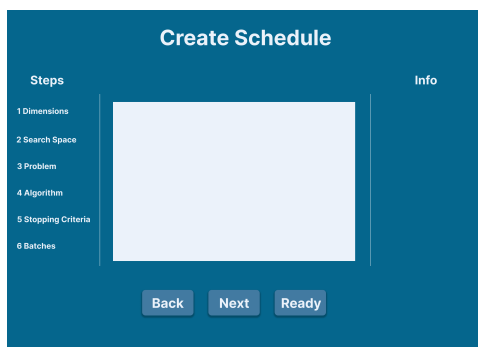 Create Schedule
Steps
Info
1 Dimensions
2 Search Space
3 Problem
4 Algorithm
5 Stopping Criteria
6 Batches
Back
Next
Ready